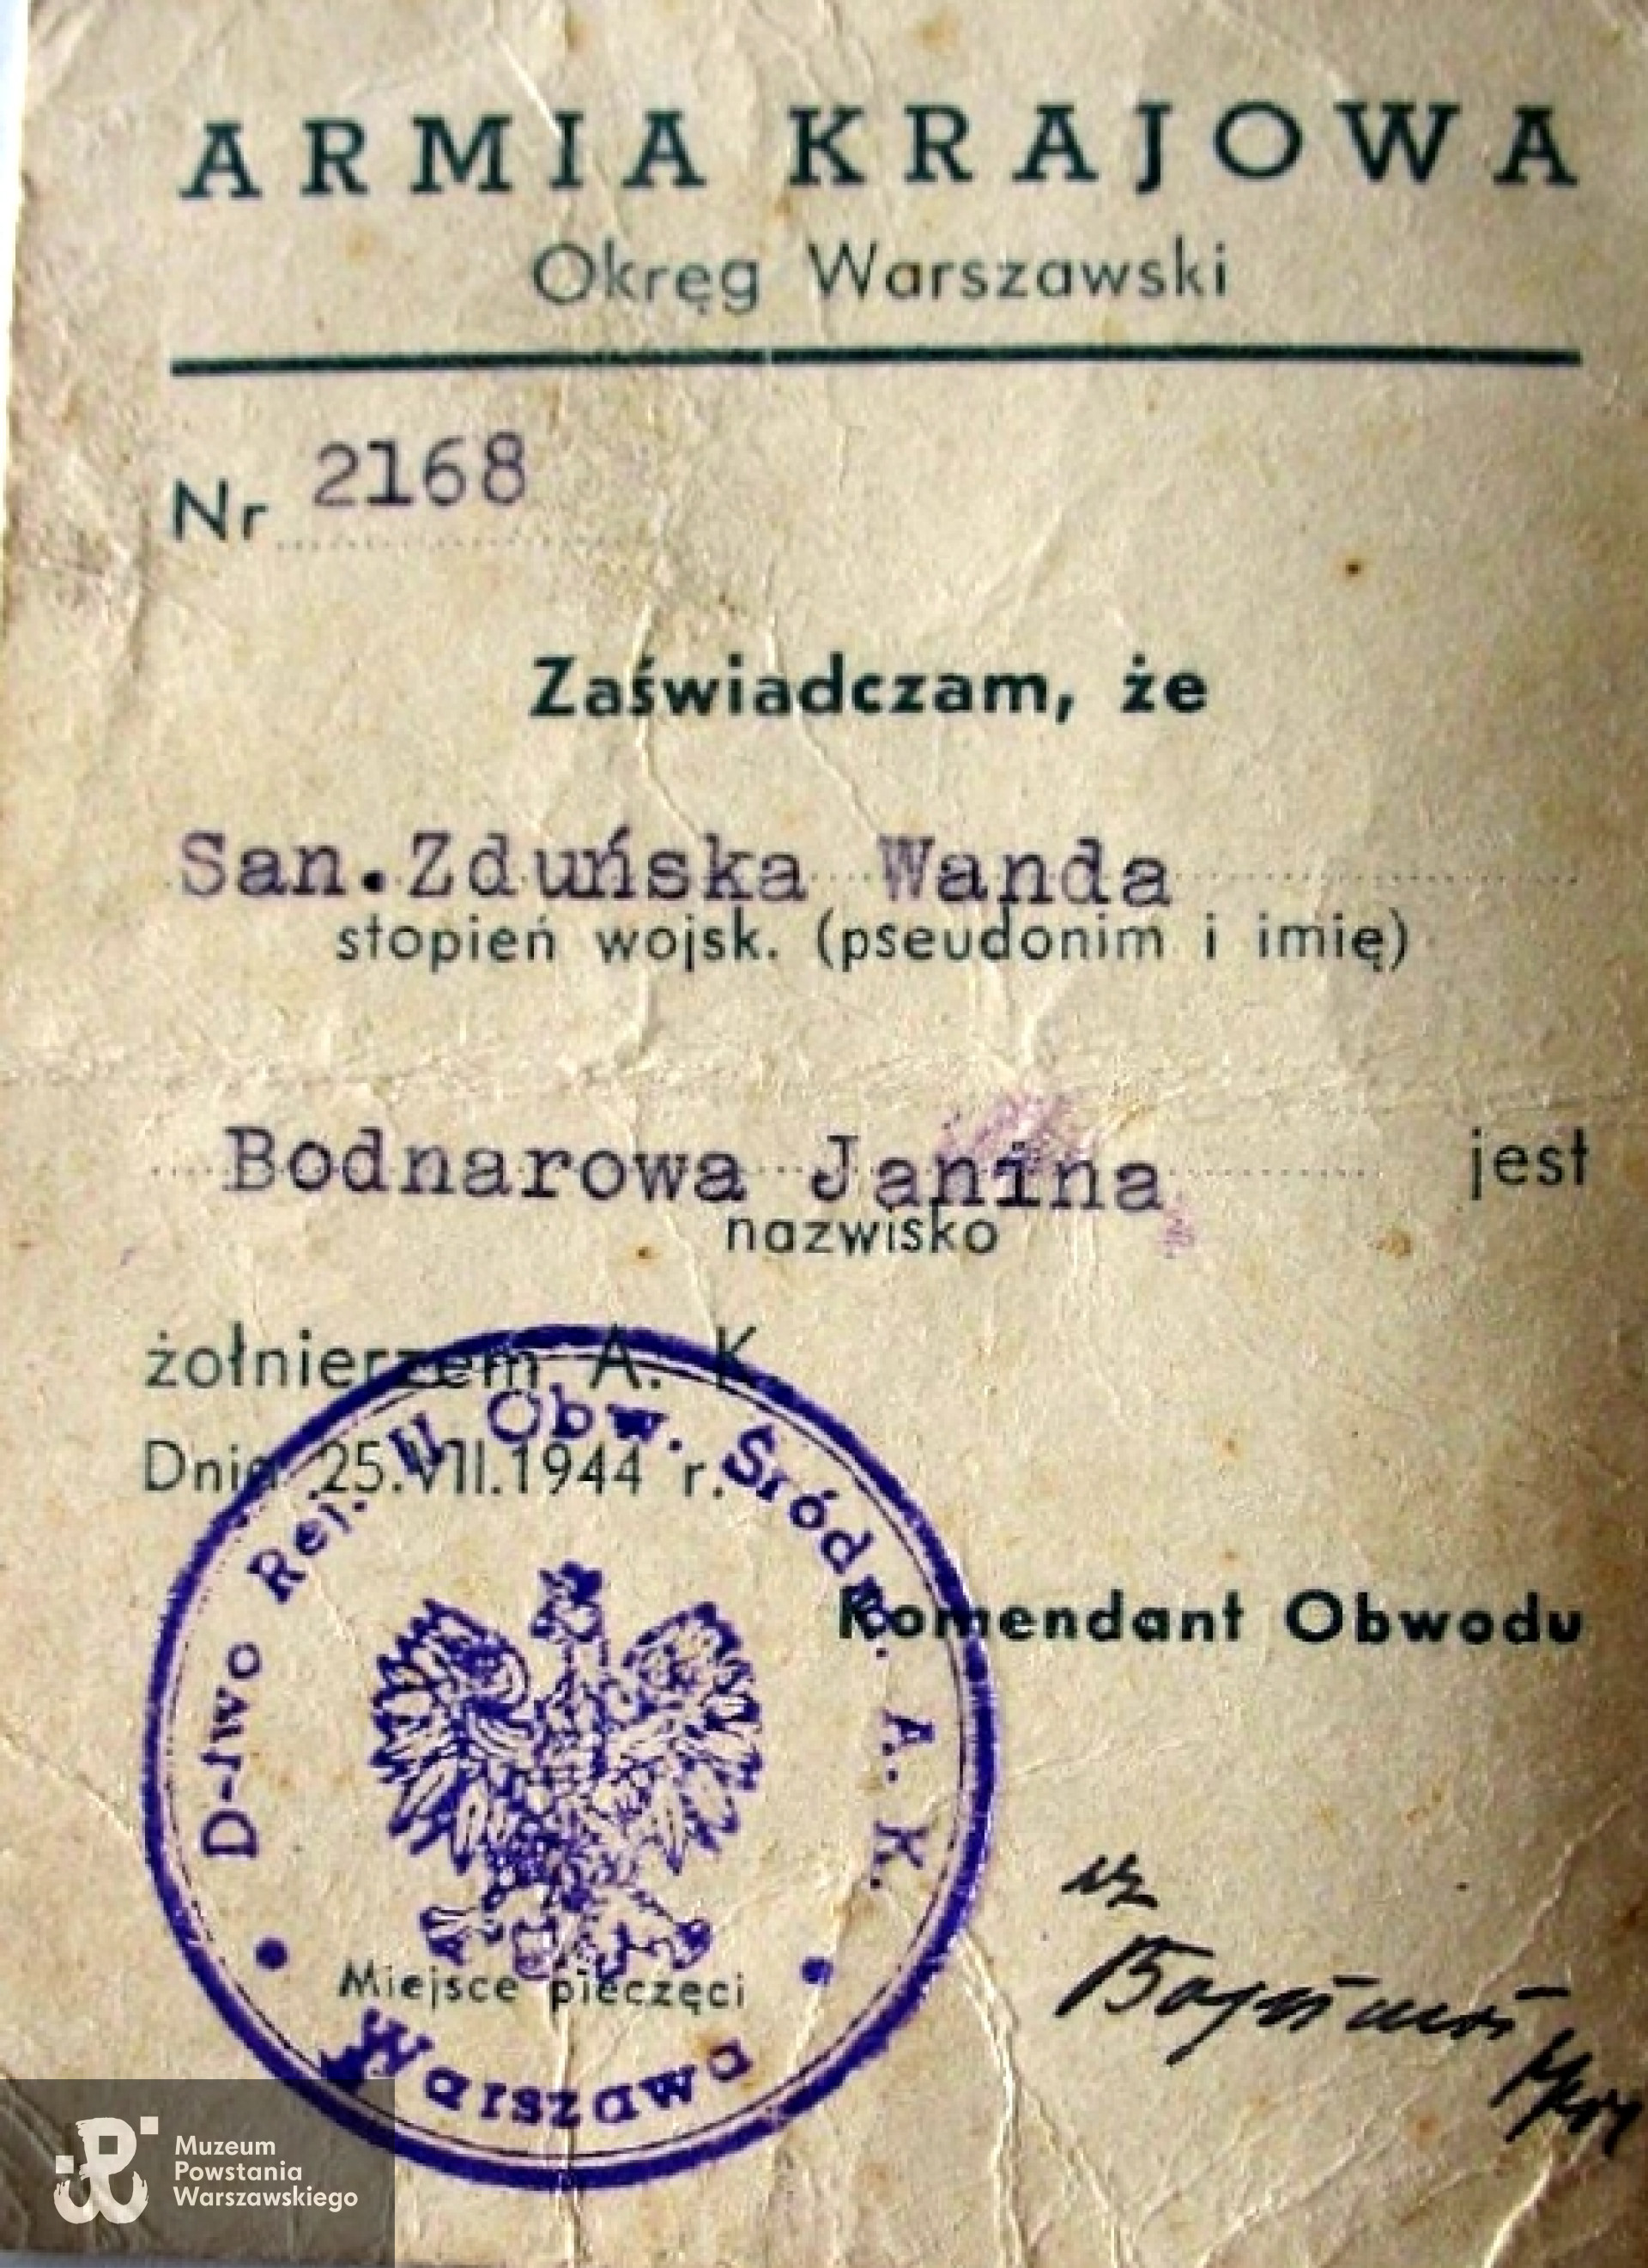 ARMIA KRAJOWA
Okręg Warszawski
Nr 2168
Zaświadczam, że
San. Zduńska Wanda
stopień wojsk. (pseudonim i imię)
Bodnarowa Janina jest
nazwisko
żołnierzem A. K.
Dnia 25.VII.1944 r.
D-two Rej. II Obw. Śródm. A. K.
Komendant Obwodu
wz
Miejsce pieczęci
Warszawa
Muzeum
Powstania
Warszawskiego